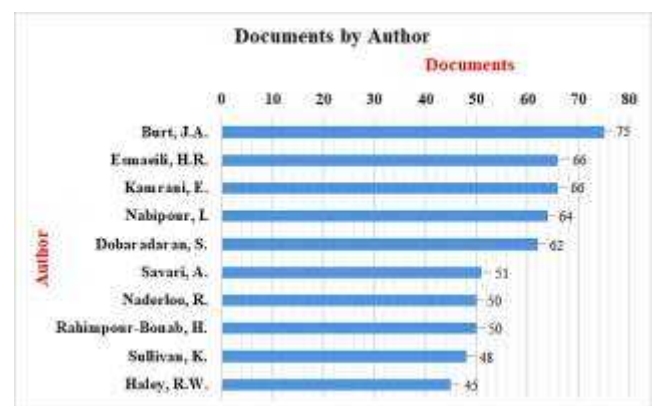 Documents by Author
Documents
0 10 20 30 40 50 60 70 80
Burt, J.A. 75
Esmaeili, H.R. 66
Kamrani, E. 66
Nabipour, I. 64
Dobaradaran, S. 62
Savari, A. 51
Naderloo, R. 50
Rahimpour-Bonab, H. 50
Sullivan, K. 48
Haley, R.W. 45
Author